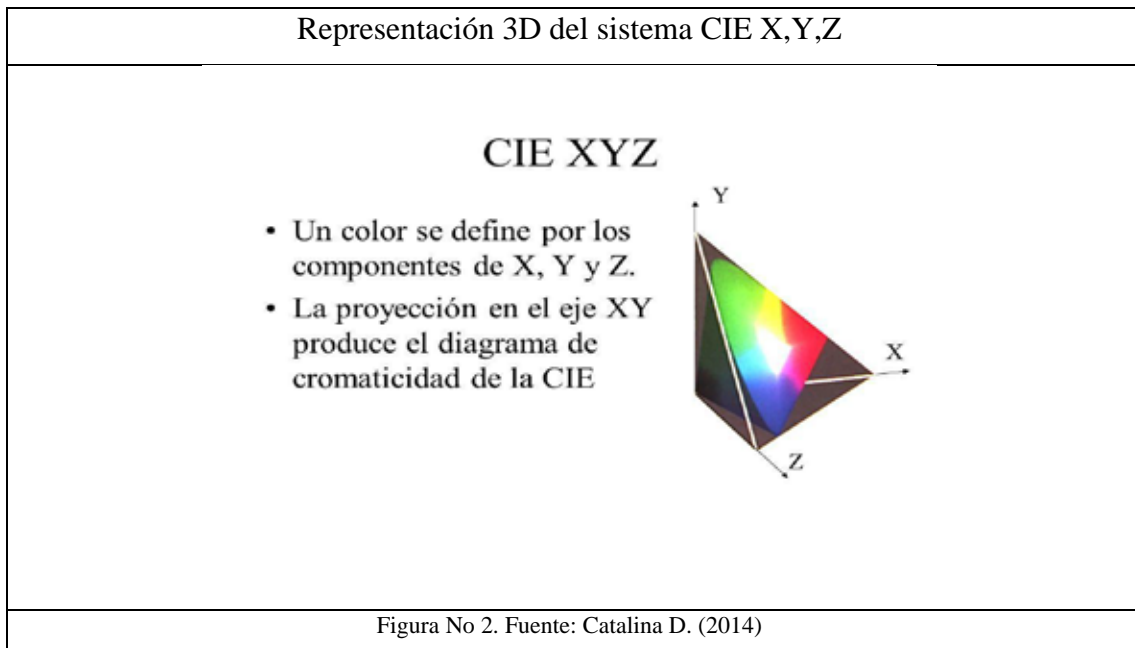 Representación 3D del sistema CIE X,Y,Z
CIE XYZ
• Un color se define por los
componentes de X, Y y Z.
• La proyección en el eje XY
produce el diagrama de
cromaticidad de la CIE
Y
X
Z
Figura No 2. Fuente: Catalina D. (2014)